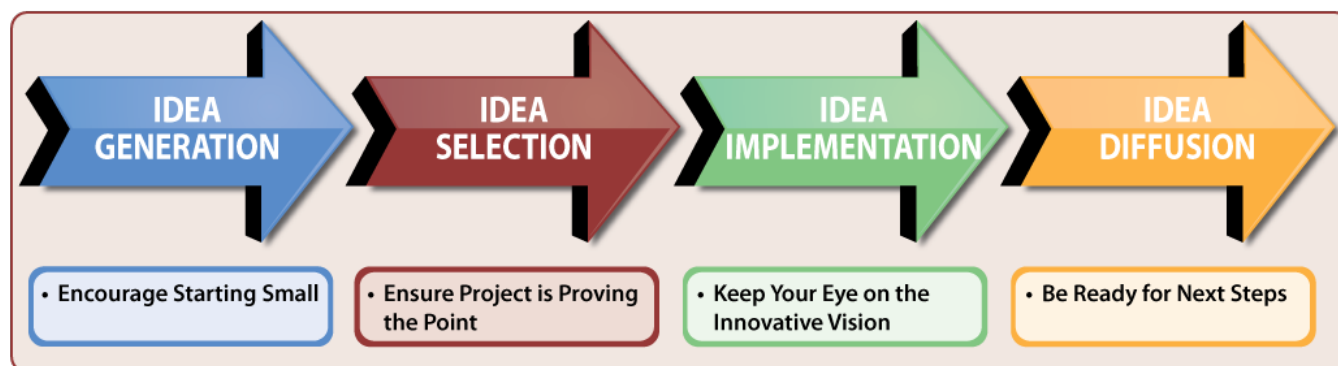 IDEA
GENERATION
IDEA
SELECTION
IDEA
IMPLEMENTATION
IDEA
DIFFUSION
• Encourage Starting Small
• Ensure Project is Proving
the Point
• Keep Your Eye on the
Innovative Vision
• Be Ready for Next Steps